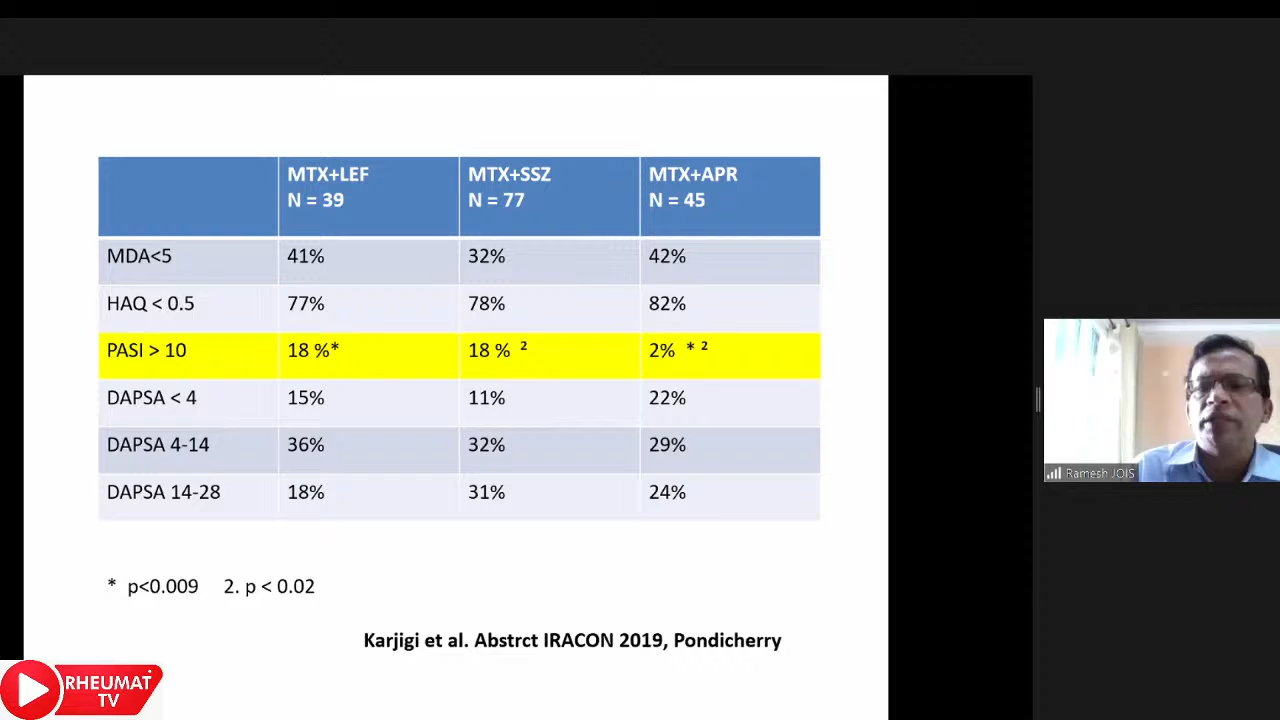 MTX+LEF MTX+SSZ MTX+APR
N = 39 N = 77 N = 45
MDA<5 41% 32% 42%
HAQ < 0.5 77% 78% 82%
PASI > 10 18 %* 18 % ² 2% * ²
DAPSA < 4 15% 11% 22%
DAPSA 4-14 36% 32% 29%
DAPSA 14-28 18% 31% 24%
* p<0.009 2. p < 0.02
Karjigi et al. Abstrct IRACON 2019, Pondicherry
Ramesh JOIS
RHEUMAT
TV